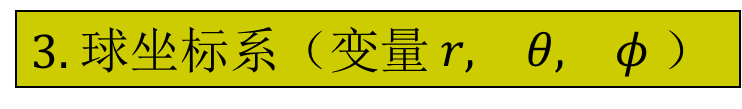 3. 球坐标系（变量 r, θ, ϕ ）